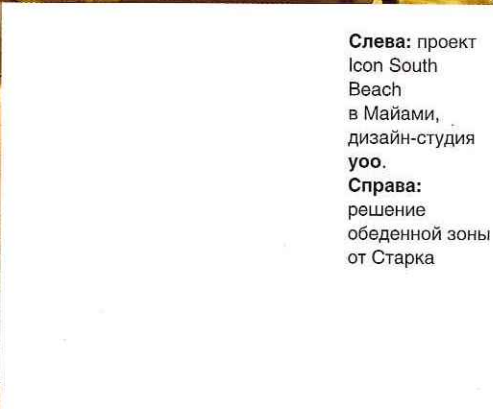 Слева: проект
Icon South
Beach
в Майами,
дизайн-студия
yoo.
Справа:
решение
обеденной зоны
от Старка